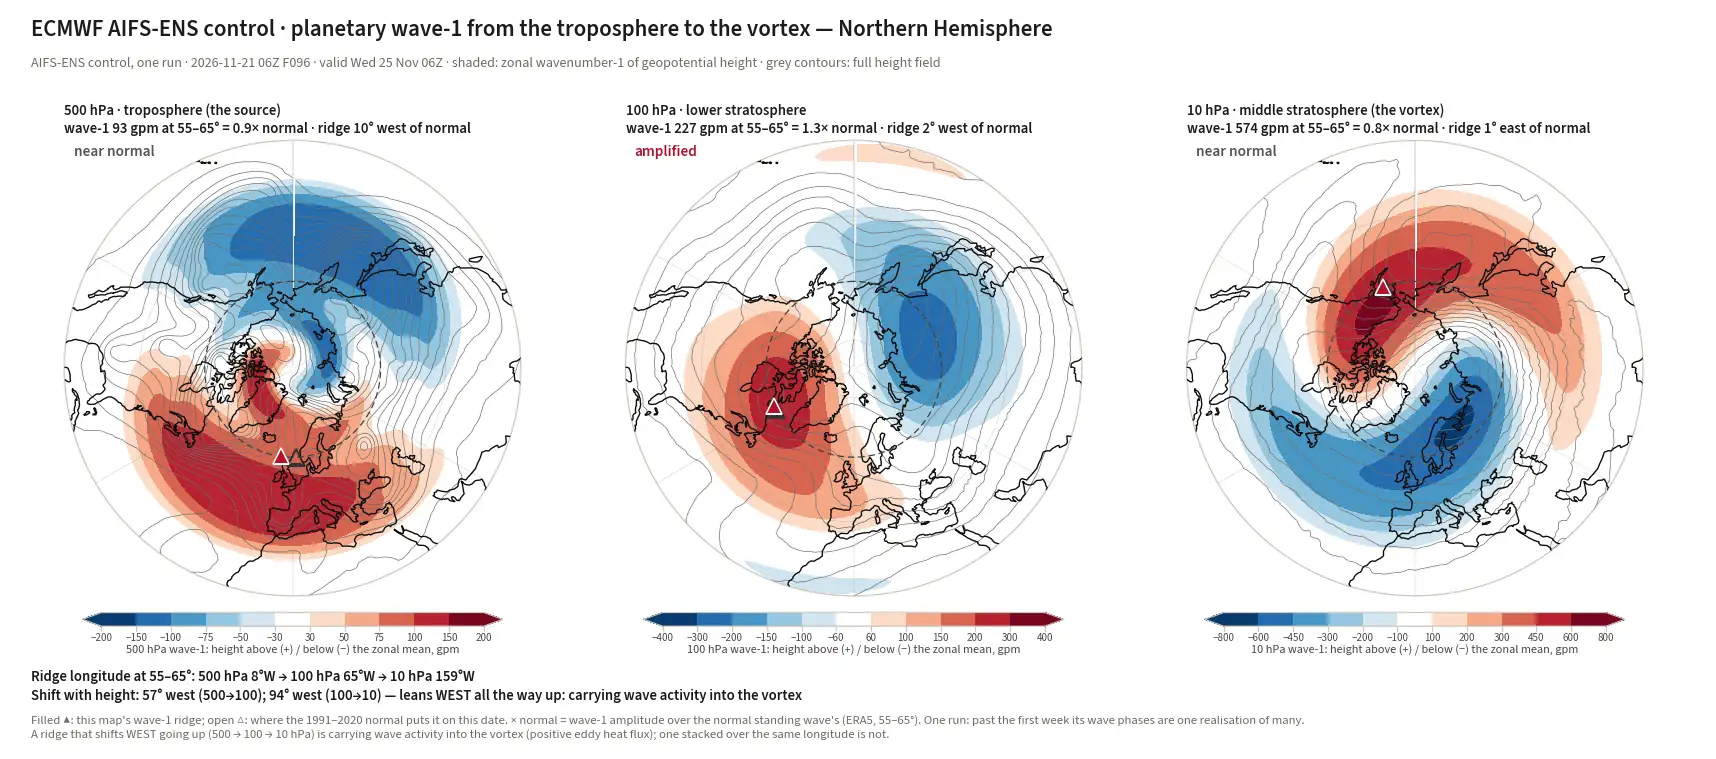 ECMWF AIFS-ENS control · planetary wave-1 from the troposphere to the vortex — Northern Hemisphere
AIFS-ENS control, one run · 2026-11-21 06Z F096 · valid Wed 25 Nov 06Z · shaded: zonal wavenumber-1 of geopotential height · grey contours: full height field
500 hPa · troposphere (the source)
wave-1 93 gpm at 55–65° = 0.9× normal · ridge 10° west of normal
near normal
100 hPa · lower stratosphere
wave-1 227 gpm at 55–65° = 1.3× normal · ridge 2° west of normal
amplified
10 hPa · middle stratosphere (the vortex)
wave-1 574 gpm at 55–65° = 0.8× normal · ridge 1° east of normal
near normal
−200 −150 −100 −75 −50 −30 30 50 75 100 150 200
500 hPa wave-1: height above (+) / below (−) the zonal mean, gpm
−400 −300 −200 −150 −100 −60 60 100 150 200 300 400
100 hPa wave-1: height above (+) / below (−) the zonal mean, gpm
−800 −600 −450 −300 −200 −100 100 200 300 450 600 800
10 hPa wave-1: height above (+) / below (−) the zonal mean, gpm
Ridge longitude at 55–65°: 500 hPa 8°W → 100 hPa 65°W → 10 hPa 159°W
Shift with height: 57° west (500→100); 94° west (100→10) — leans WEST all the way up: carrying wave activity into the vortex
Filled ▲: this map's wave-1 ridge; open △: where the 1991–2020 normal puts it on this date. × normal = wave-1 amplitude over the normal standing wave's (ERA5, 55–65°). One run: past the first week its wave phases are one realisation of many.
A ridge that shifts WEST going up (500 → 100 → 10 hPa) is carrying wave activity into the vortex (positive eddy heat flux); one stacked over the same longitude is not.